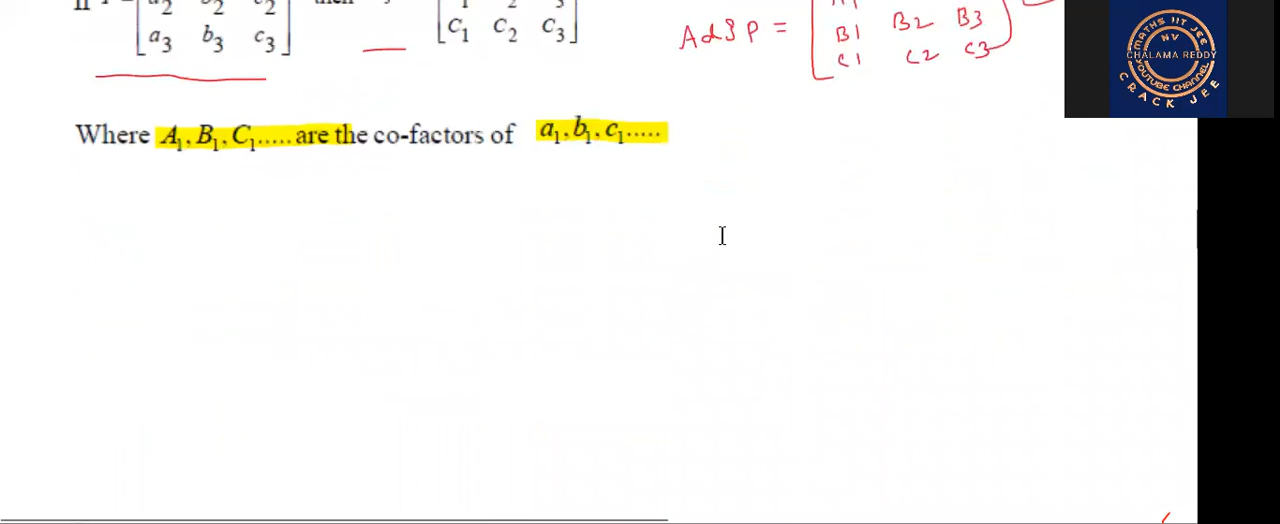 a3 b3 c3
C1 C2 C3
Adj P =
B1 B2 B3
C1 C2 C3
Where A1, B1, C1..... are the co-factors of a1, b1, c1.....
MATHS IIT JEE
NV
CHALAMA REDDY
YOUTUBE CHANNEL
CRACK JEE